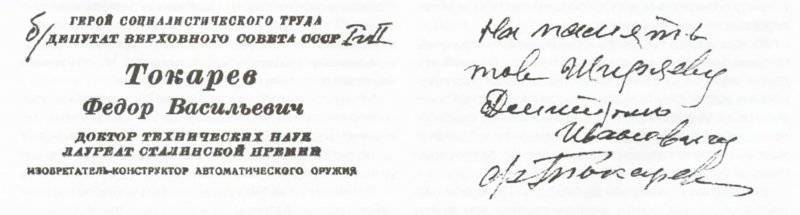 ГЕРОЙ СОЦИАЛИСТИЧЕСКОГО ТРУДА
б/ ДЕПУТАТ ВЕРХОВНОГО СОВЕТА СССР I и II
Токарев
Федор Васильевич
ДОКТОР ТЕХНИЧЕСКИХ НАУК
ЛАУРЕАТ СТАЛИНСКОЙ ПРЕМИИ
ИЗОБРЕТАТЕЛЬ-КОНСТРУКТОР АВТОМАТИЧЕСКОГО ОРУЖИЯ
На память
тов Ширяеву
Дмитрию
Ивановичу
Ф Токарев